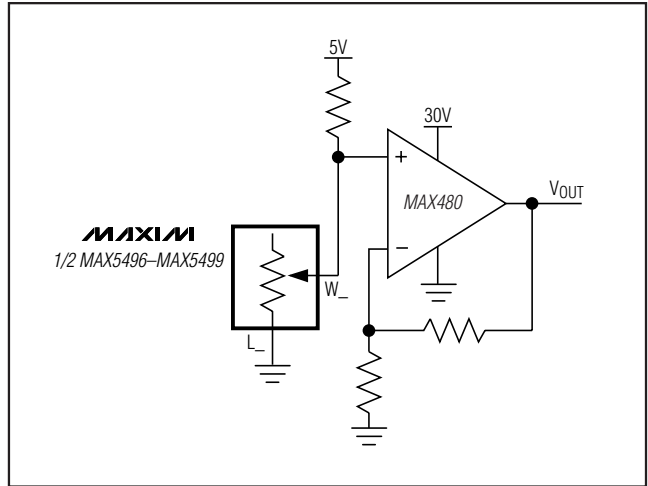 5V
30V
+
MAX480
VOUT
−
MAXIM
1/2 MAX5496–MAX5499
W_
L_